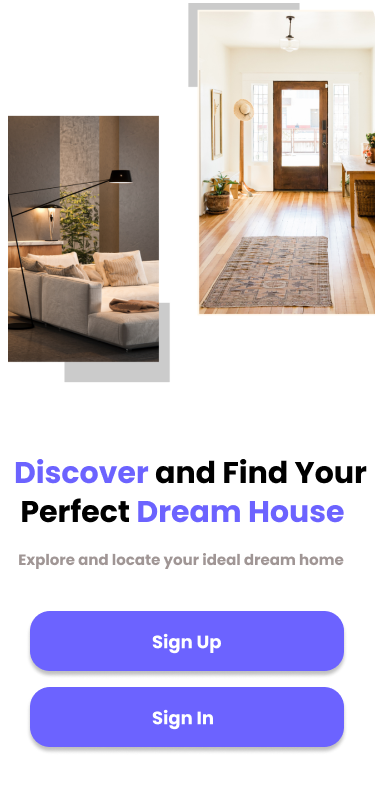 Discover and Find Your
Perfect Dream House
Explore and locate your ideal dream home
Sign Up
Sign In